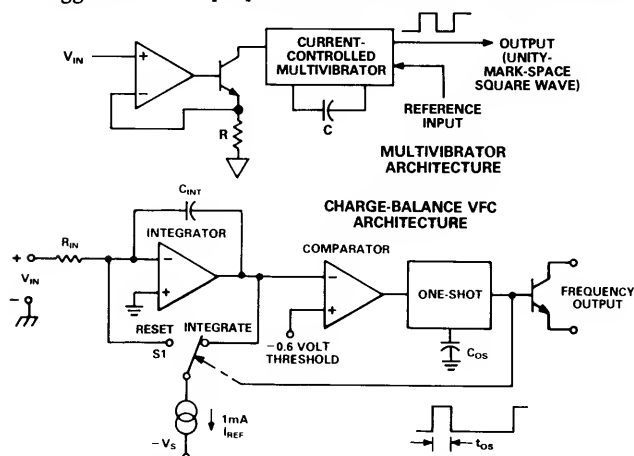 V_IN
+
−
R
CURRENT-
CONTROLLED
MULTIVIBRATOR
C
OUTPUT
(UNITY-
MARK-SPACE
SQUARE WAVE)
REFERENCE
INPUT
MULTIVIBRATOR
ARCHITECTURE
CHARGE-BALANCE VFC
ARCHITECTURE
C_INT
INTEGRATOR
R_IN
+
V_IN
−
−
+
COMPARATOR
−
+
ONE-SHOT
FREQUENCY
OUTPUT
RESET
INTEGRATE
S1
−0.6 VOLT
THRESHOLD
C_OS
1mA
I_REF
−V_S
t_OS